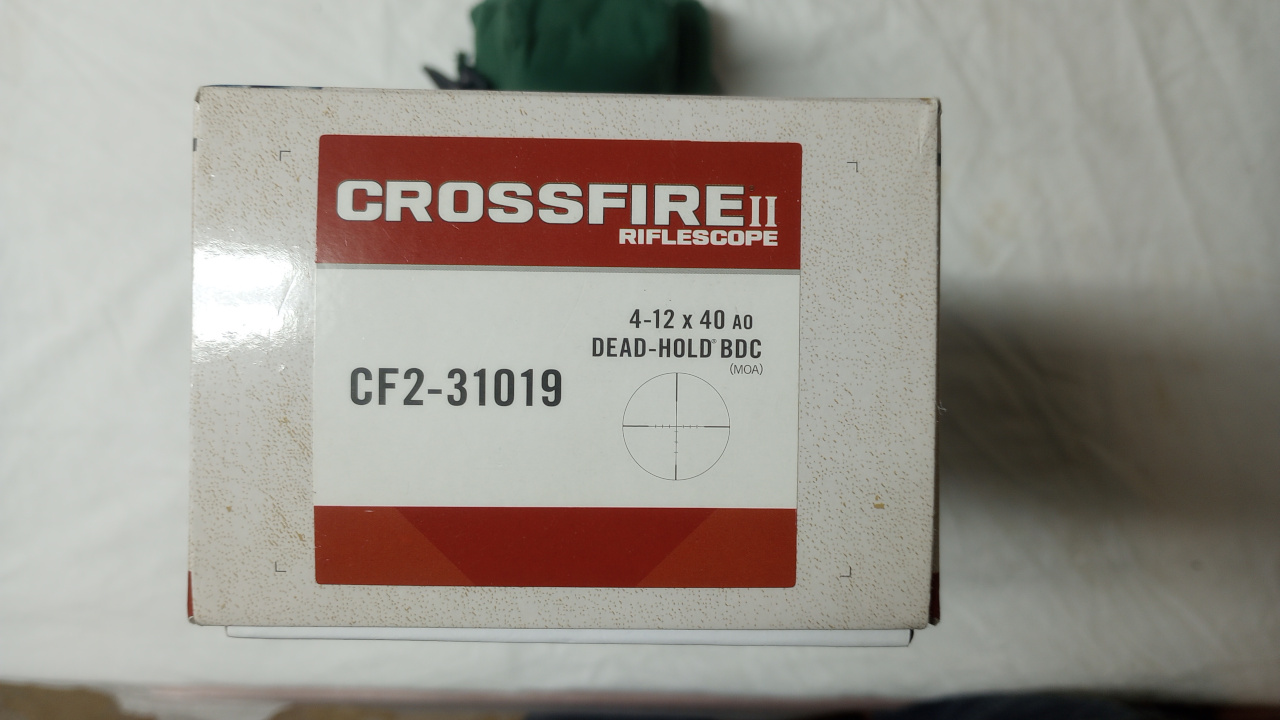 CROSSFIRE II
RIFLESCOPE
4-12 x 40 AO
DEAD-HOLD® BDC
(MOA)
CF2-31019